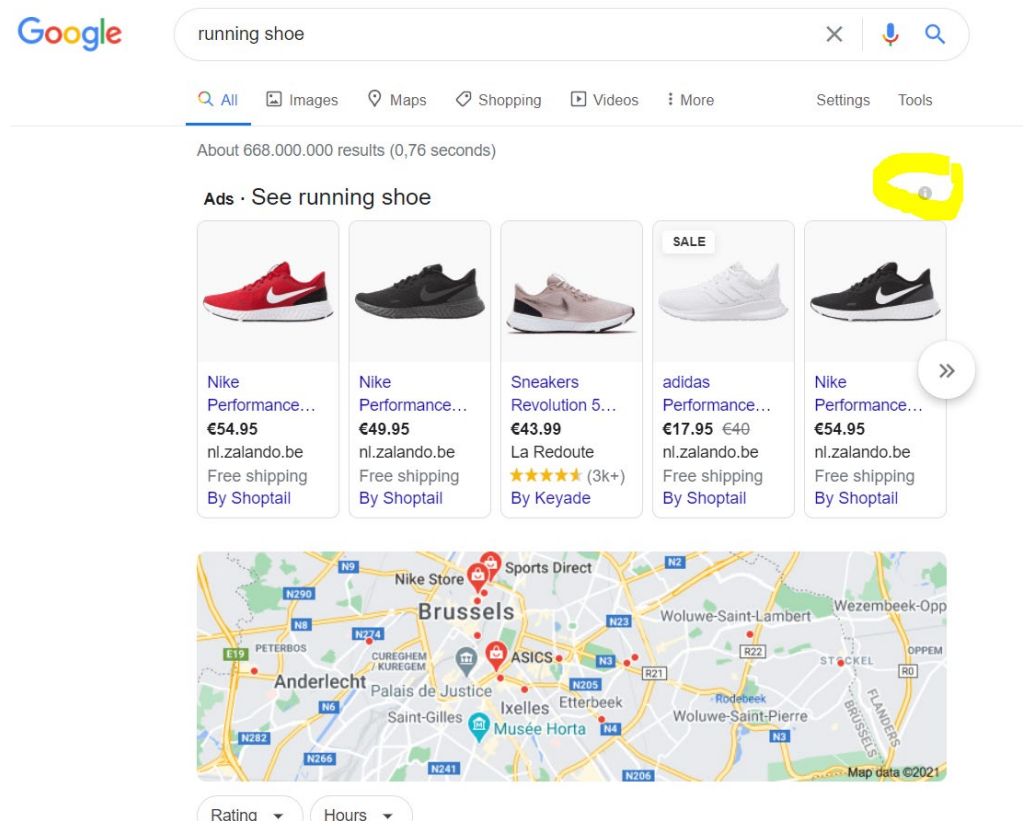 Google
running shoe
All Images Maps Shopping Videos More Settings Tools
About 668.000.000 results (0,76 seconds)
Ads · See running shoe
SALE
Nike Performance…
€54.95
nl.zalando.be
Free shipping
By Shoptail
Nike Performance…
€49.95
nl.zalando.be
Free shipping
By Shoptail
Sneakers Revolution 5…
€43.99
La Redoute
(3k+)
By Keyade
adidas Performance…
€17.95 €40
nl.zalando.be
Free shipping
By Shoptail
Nike Performance…
€54.95
nl.zalando.be
Free shipping
By Shoptail
N9
Nike Store
Sports Direct
N2
N290
Brussels
Wezembeek-Opp
N8
N23
Woluwe-Saint-Lambert
N274
E19
PETERBOS
CUREGHEM
/ KUREGEM
ASICS
N3
R22
STOCKEL
OPPEM
R21
R0
Anderlecht
Palais de Justice
N205
Etterbeek
Rodebeek
FLANDERS
BRUSSELS
N6
Saint-Gilles
Ixelles
Woluwe-Saint-Pierre
Musée Horta
N4
N3
N282
N266
N241
N206
Map data ©2021
Rating Hours